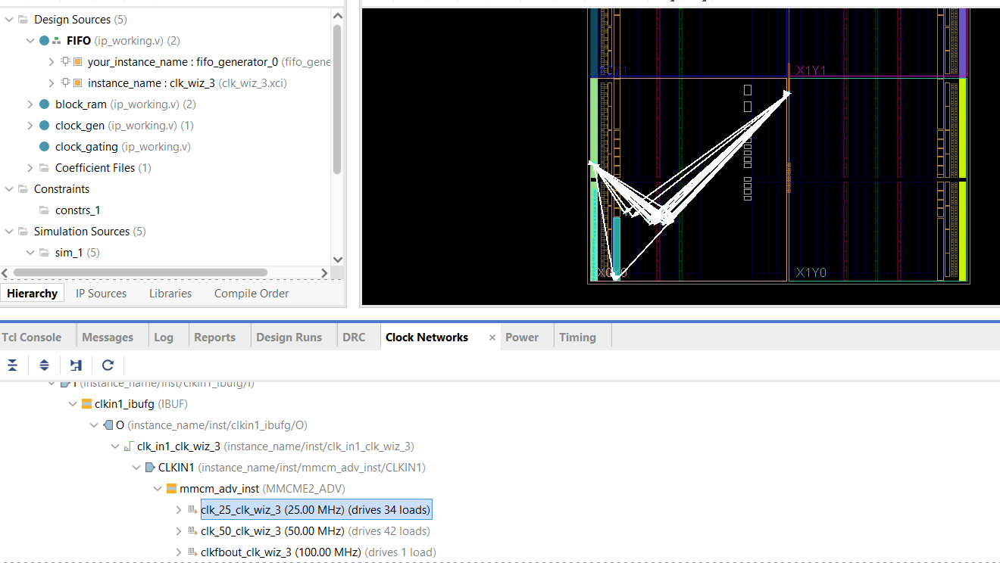 Design Sources (5)
FIFO (ip_working.v) (2)
your_instance_name : fifo_generator_0 (fifo_gene
instance_name : clk_wiz_3 (clk_wiz_3.xci)
block_ram (ip_working.v) (2)
clock_gen (ip_working.v) (1)
clock_gating (ip_working.v)
Coefficient Files (1)
Constraints
constrs_1
Simulation Sources (5)
sim_1 (5)
Hierarchy IP Sources Libraries Compile Order
X1Y1
X1Y0
Tcl Console Messages Log Reports Design Runs DRC Clock Networks × Power Timing
I (instance_name/inst/clkin1_ibufg/I)
clkin1_ibufg (IBUF)
O (instance_name/inst/clkin1_ibufg/O)
clk_in1_clk_wiz_3 (instance_name/inst/clk_in1_clk_wiz_3)
CLKIN1 (instance_name/inst/mmcm_adv_inst/CLKIN1)
mmcm_adv_inst (MMCME2_ADV)
clk_25_clk_wiz_3 (25.00 MHz) (drives 34 loads)
clk_50_clk_wiz_3 (50.00 MHz) (drives 42 loads)
clkfbout_clk_wiz_3 (100.00 MHz) (drives 1 load)